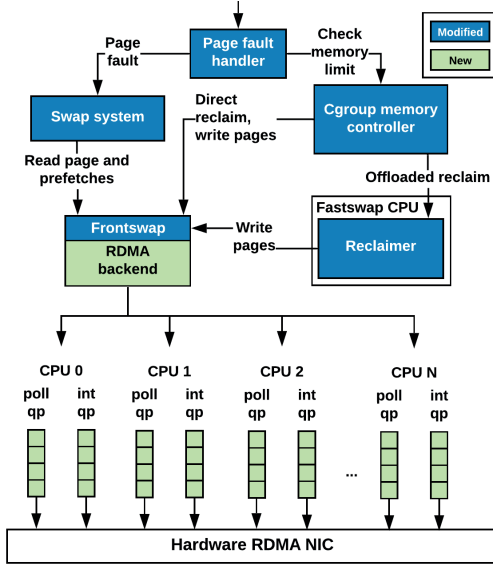 Page fault
handler
Modified
New
Page
fault
Check
memory
limit
Swap system
Direct
reclaim,
write pages
Cgroup memory
controller
Read page and
prefetches
Offloaded reclaim
Fastswap CPU
Reclaimer
Frontswap
RDMA
backend
Write
pages
CPU 0
CPU 1
CPU 2
CPU N
poll
qp
int
qp
poll
qp
int
qp
poll
qp
int
qp
...
poll
qp
int
qp
Hardware RDMA NIC